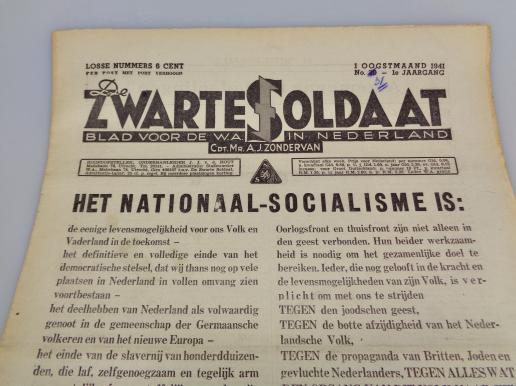 LOSSE NUMMERS 6 CENT
PER POST MET PORT VERHOOGD
1 OOGSTMAAND 1941
No. 31 — 1e JAARGANG
De
ZWARTE SOLDAAT
BLAD VOOR DE W.A. IN NEDERLAND
CDT. MR. A. J. ZONDERVAN
HET NATIONAAL-SOCIALISME IS:
de eenige levensmogelijkheid voor ons Volk en
Vaderland in de toekomst —
het definitieve en volledige einde van het
democratische stelsel, dat wij thans nog op vele
plaatsen in Nederland in vollen omvang zien
voortbestaan —
het deelhebben van Nederland als volwaardig
genoot in de gemeenschap der Germaansche
volkeren en van het nieuwe Europa —
het einde van de slavernij van honderdduizen-
den, die laf, zelfgenoegzaam en tegelijk arm
Oorlogsfront en thuisfront zijn niet alleen in
den geest verbonden. Hun beider werkzaam-
heid is noodig om het gezamenlijke doel te
bereiken. Ieder, die nog gelooft in de kracht en
de levensmogelijkheden van zijn Volk, is ver-
plicht om met ons te strijden
TEGEN den joodschen geest,
TEGEN de botte afzijdigheid van het Neder-
landsche Volk,
TEGEN de propaganda van Britten, Joden en
gevluchte Nederlanders, TEGEN ALLES WAT